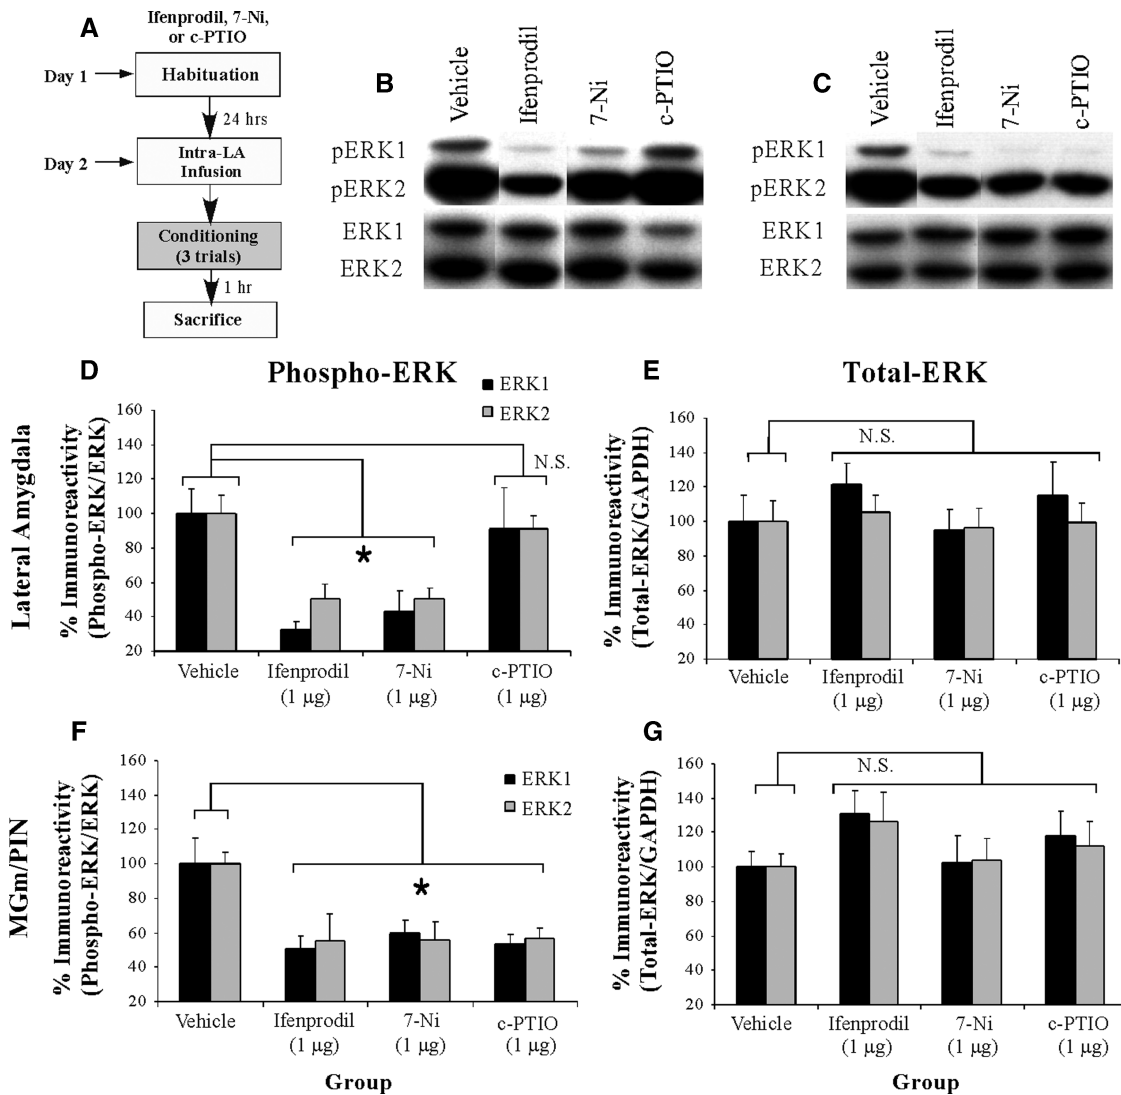 A
Ifenprodil, 7-Ni,
or c-PTIO
Day 1
Habituation
24 hrs
Day 2
Intra-LA
Infusion
Conditioning
(3 trials)
1 hr
Sacrifice
B
Vehicle
Ifenprodil
7-Ni
c-PTIO
pERK1
pERK2
ERK1
ERK2
C
Vehicle
Ifenprodil
7-Ni
c-PTIO
pERK1
pERK2
ERK1
ERK2
Lateral Amygdala
D
Phospho-ERK
ERK1
ERK2
% Immunoreactivity
(Phospho-ERK/ERK)
160
140
120
100
80
60
40
20
N.S.
*
Vehicle
Ifenprodil
(1 µg)
7-Ni
(1 µg)
c-PTIO
(1 µg)
E
Total-ERK
% Immunoreactivity
(Total-ERK/GAPDH)
160
140
120
100
80
60
40
20
N.S.
Vehicle
Ifenprodil
(1 µg)
7-Ni
(1 µg)
c-PTIO
(1 µg)
MGm/PIN
F
ERK1
ERK2
% Immunoreactivity
(Phospho-ERK/ERK)
160
140
120
100
80
60
40
20
*
Vehicle
Ifenprodil
(1 µg)
7-Ni
(1 µg)
c-PTIO
(1 µg)
Group
G
% Immunoreactivity
(Total-ERK/GAPDH)
160
140
120
100
80
60
40
20
N.S.
Vehicle
Ifenprodil
(1 µg)
7-Ni
(1 µg)
c-PTIO
(1 µg)
Group